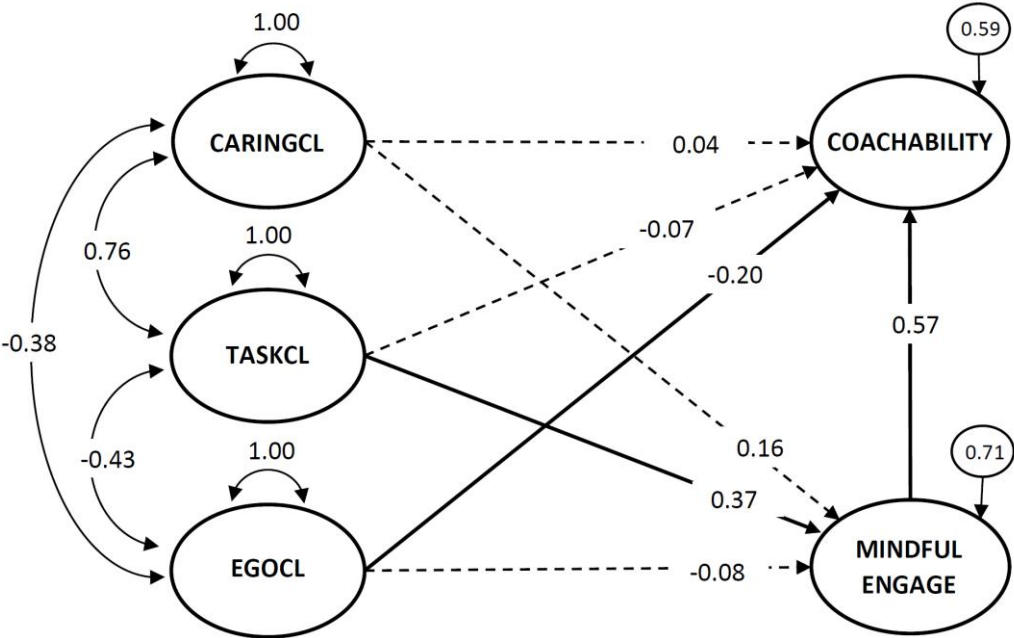 1.00
0.59
CARINGCL
0.04
COACHABILITY
0.76
1.00
-0.07
-0.20
-0.38
TASKCL
0.57
-0.43
1.00
0.16
0.71
0.37
EGOCL
-0.08
MINDFUL
ENGAGE